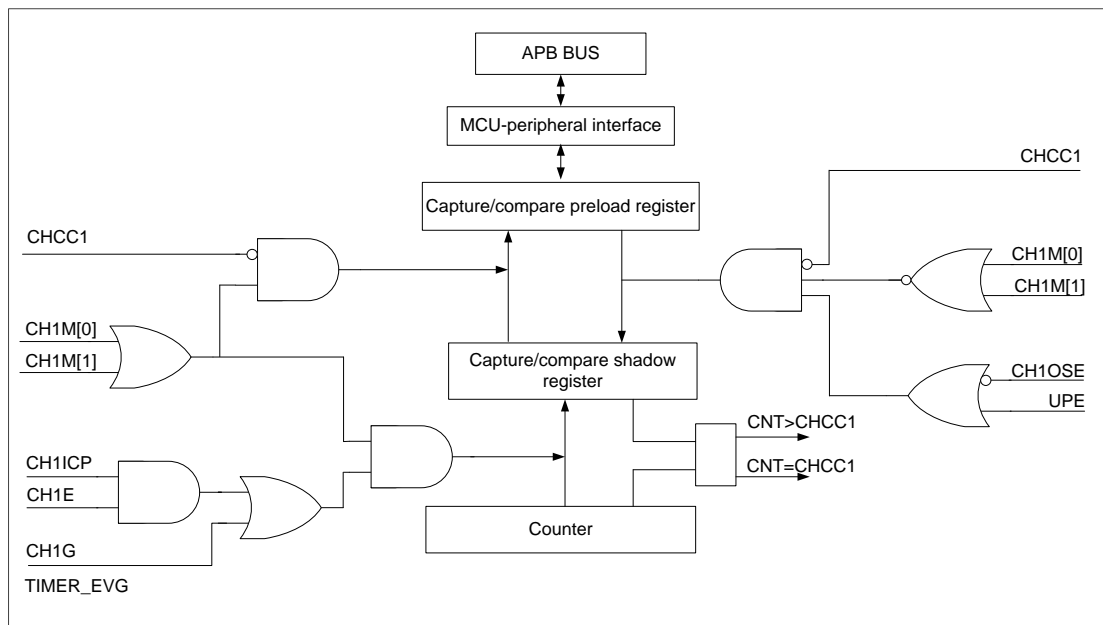 APB BUS
MCU-peripheral interface
CHCC1
Capture/compare preload register
CHCC1
CH1M[0]
CH1M[1]
CH1M[0]
CH1M[1]
Capture/compare shadow
register
CH1OSE
UPE
CNT>CHCC1
CNT=CHCC1
CH1ICP
CH1E
Counter
CH1G
TIMER_EVG